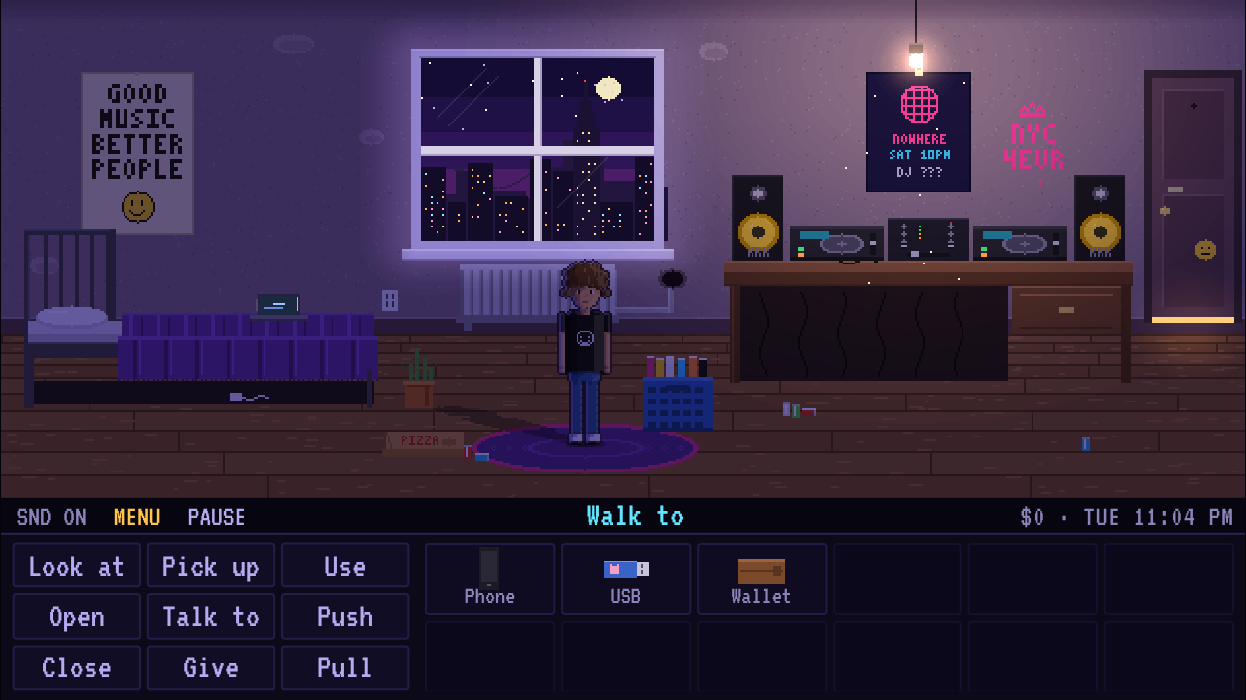 GOOD
MUSIC
BETTER
PEOPLE
NOWHERE
SAT 10PM
DJ ???
NYC
4EVR
PIZZA
SND ON MENU PAUSE
Walk to
$0 · TUE 11:04 PM
Look at Pick up Use
Open Talk to Push
Close Give Pull
Phone USB Wallet